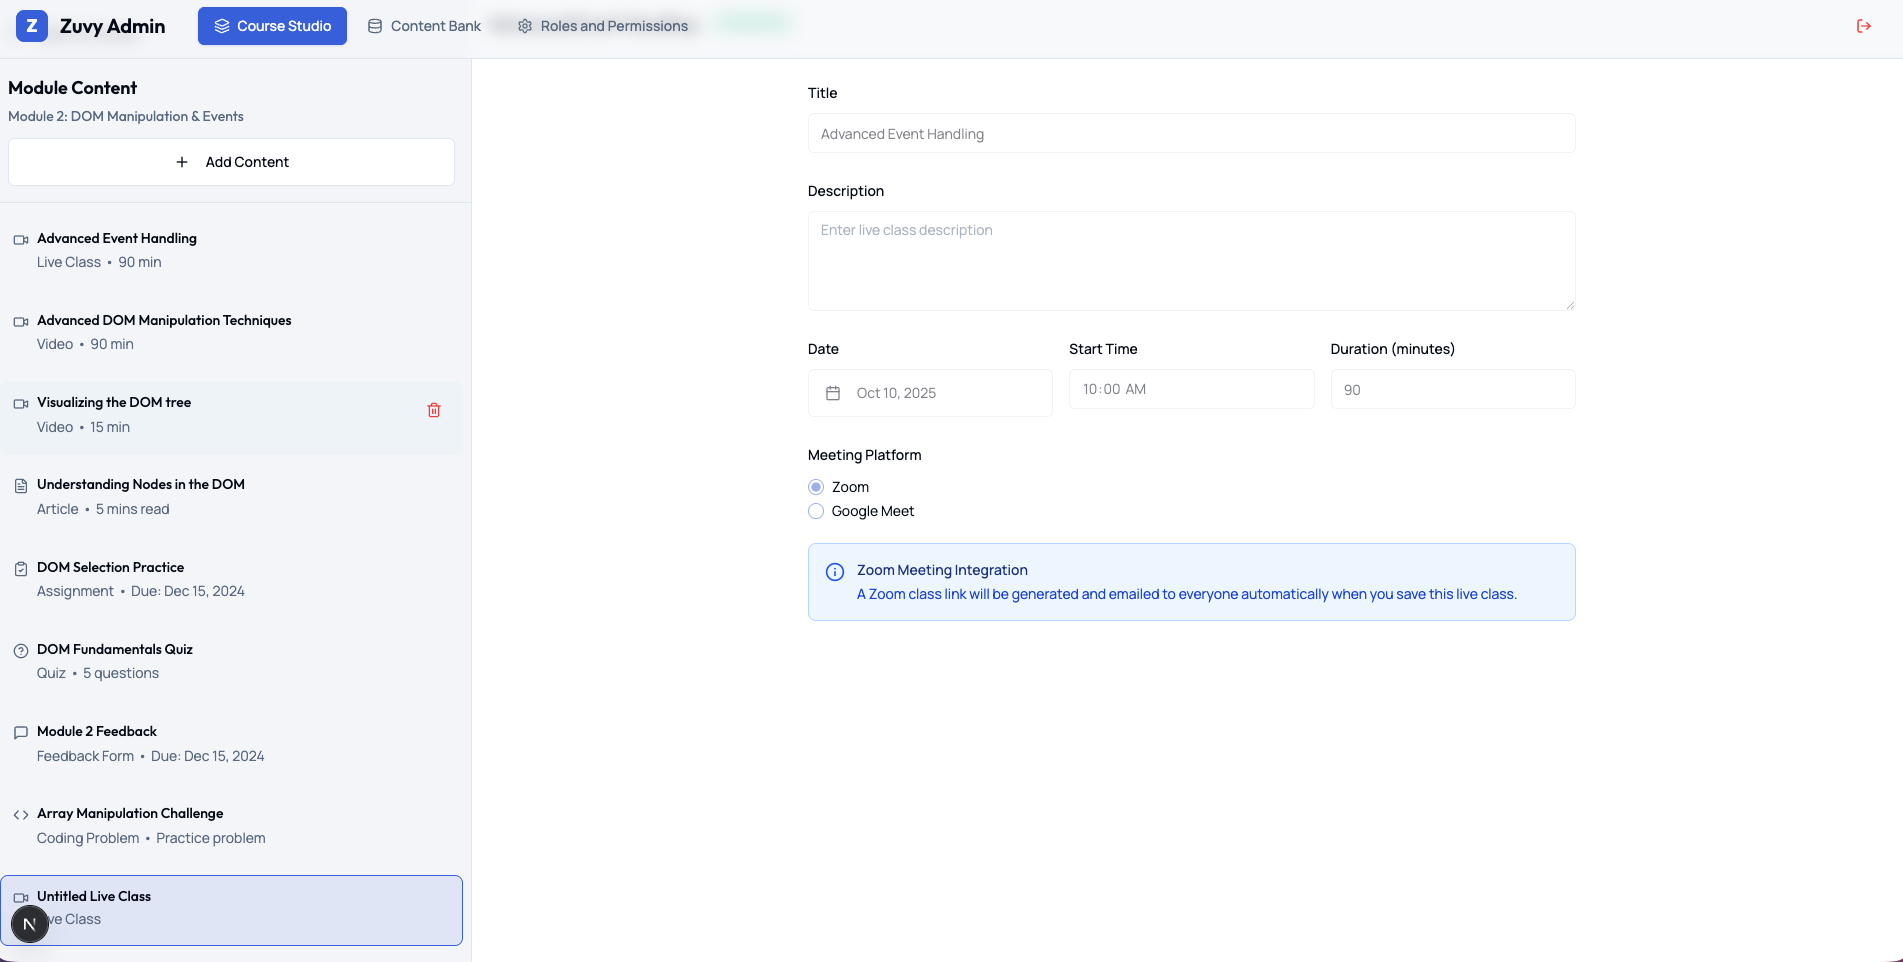 Z Zuvy Admin Course Studio Content Bank Roles and Permissions
Module Content
Module 2: DOM Manipulation & Events
+ Add Content
Advanced Event Handling
Live Class • 90 min
Advanced DOM Manipulation Techniques
Video • 90 min
Visualizing the DOM tree
Video • 15 min
Understanding Nodes in the DOM
Article • 5 mins read
DOM Selection Practice
Assignment • Due: Dec 15, 2024
DOM Fundamentals Quiz
Quiz • 5 questions
Module 2 Feedback
Feedback Form • Due: Dec 15, 2024
Array Manipulation Challenge
Coding Problem • Practice problem
Untitled Live Class
ve Class
N
Title
Advanced Event Handling
Description
Enter live class description
Date Start Time Duration (minutes)
Oct 10, 2025 10:00 AM 90
Meeting Platform
Zoom
Google Meet
Zoom Meeting Integration
A Zoom class link will be generated and emailed to everyone automatically when you save this live class.